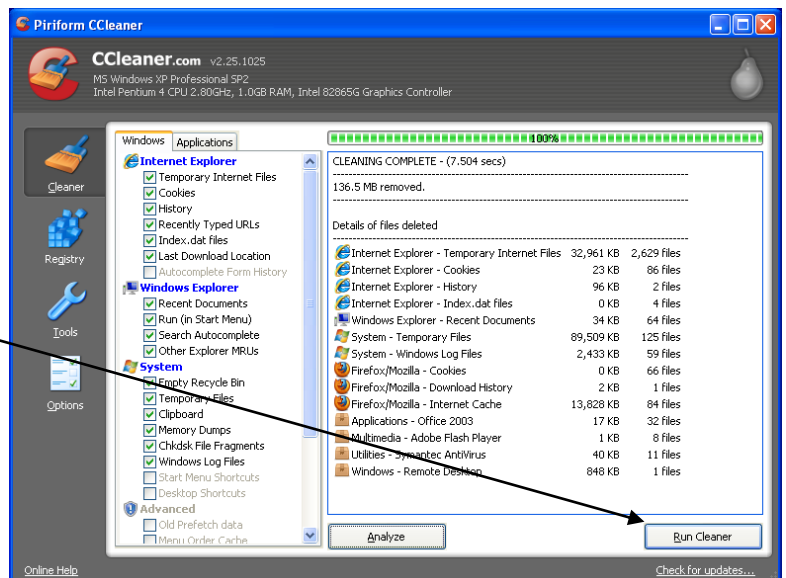 Piriform CCleaner
CCleaner.com v2.25.1025
MS Windows XP Professional SP2
Intel Pentium 4 CPU 2.80GHz, 1.0GB RAM, Intel 82865G Graphics Controller
Cleaner
Registry
Tools
Options
Windows Applications
Internet Explorer
Temporary Internet Files
Cookies
History
Recently Typed URLs
Index.dat files
Last Download Location
Autocomplete Form History
Windows Explorer
Recent Documents
Run (in Start Menu)
Search Autocomplete
Other Explorer MRUs
System
Empty Recycle Bin
Temporary Files
Clipboard
Memory Dumps
Chkdsk File Fragments
Windows Log Files
Start Menu Shortcuts
Desktop Shortcuts
Advanced
Old Prefetch data
Menu Order Cache
100%
CLEANING COMPLETE - (7.504 secs)
136.5 MB removed.
Details of files deleted
Internet Explorer - Temporary Internet Files 32,961 KB 2,629 files
Internet Explorer - Cookies 23 KB 86 files
Internet Explorer - History 96 KB 2 files
Internet Explorer - Index.dat files 0 KB 4 files
Windows Explorer - Recent Documents 34 KB 64 files
System - Temporary Files 89,509 KB 125 files
System - Windows Log Files 2,433 KB 59 files
Firefox/Mozilla - Cookies 0 KB 66 files
Firefox/Mozilla - Download History 2 KB 1 files
Firefox/Mozilla - Internet Cache 13,828 KB 84 files
Applications - Office 2003 17 KB 32 files
Multimedia - Adobe Flash Player 1 KB 8 files
Utilities - Symantec AntiVirus 40 KB 11 files
Windows - Remote Desktop 848 KB 1 files
Analyze
Run Cleaner
Online Help
Check for updates...